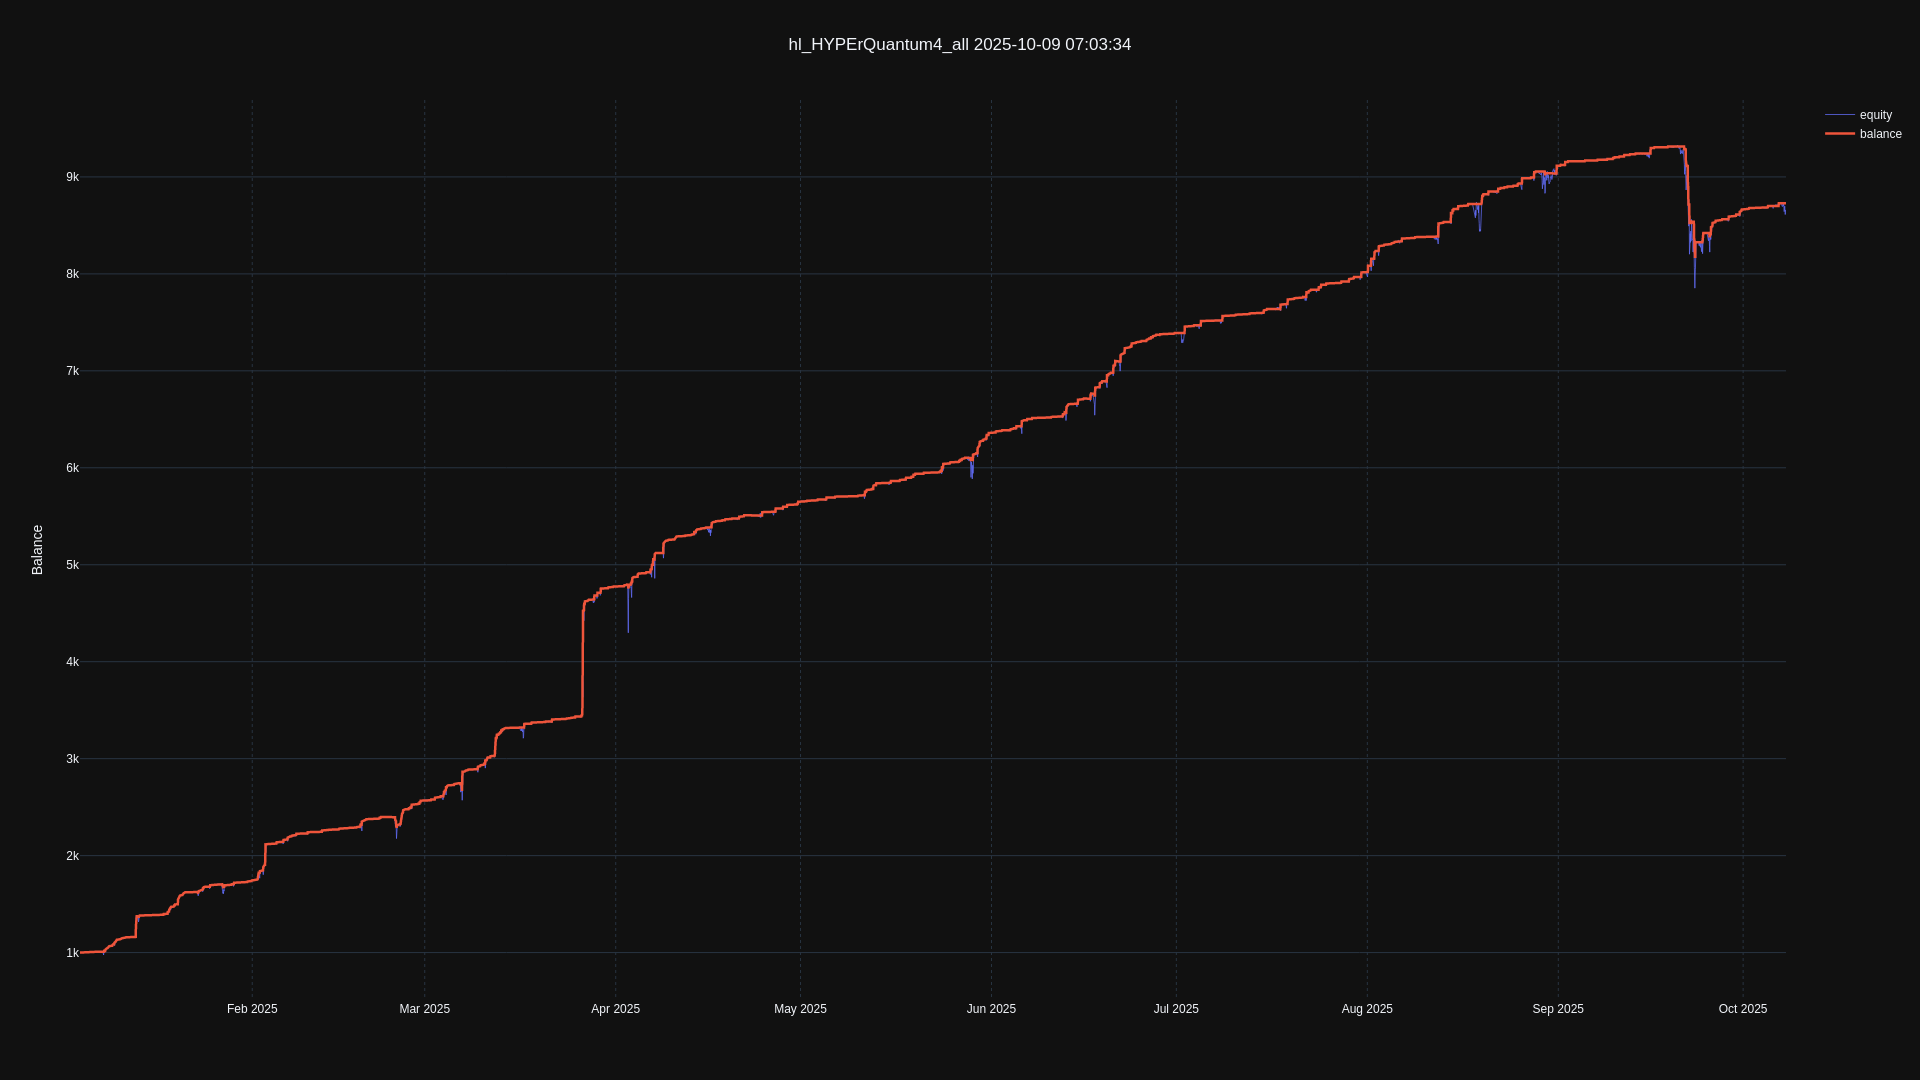 hl_HYPErQuantum4_all 2025-10-09 07:03:34
equity
balance
Balance
9k
8k
7k
6k
5k
4k
3k
2k
1k
Feb 2025
Mar 2025
Apr 2025
May 2025
Jun 2025
Jul 2025
Aug 2025
Sep 2025
Oct 2025